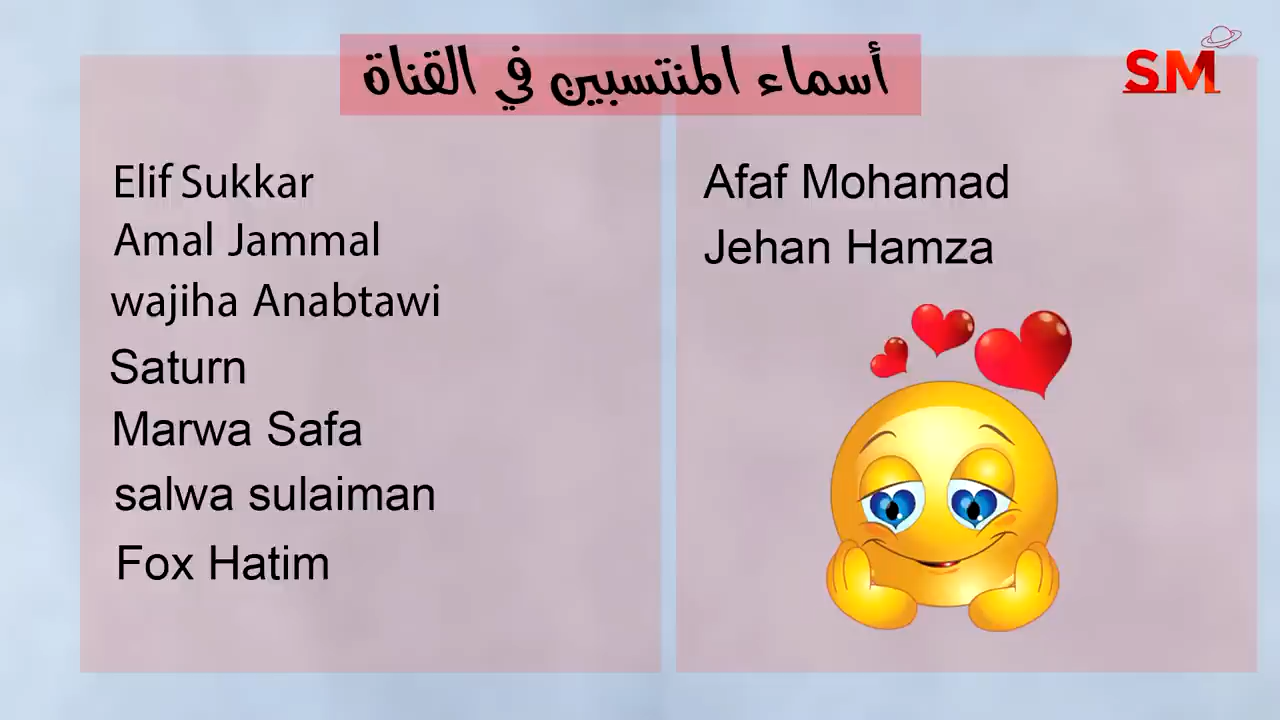 أسماء المنتسبين في القناة
SM
Elif Sukkar
Amal Jammal
wajiha Anabtawi
Saturn
Marwa Safa
salwa sulaiman
Fox Hatim
Afaf Mohamad
Jehan Hamza